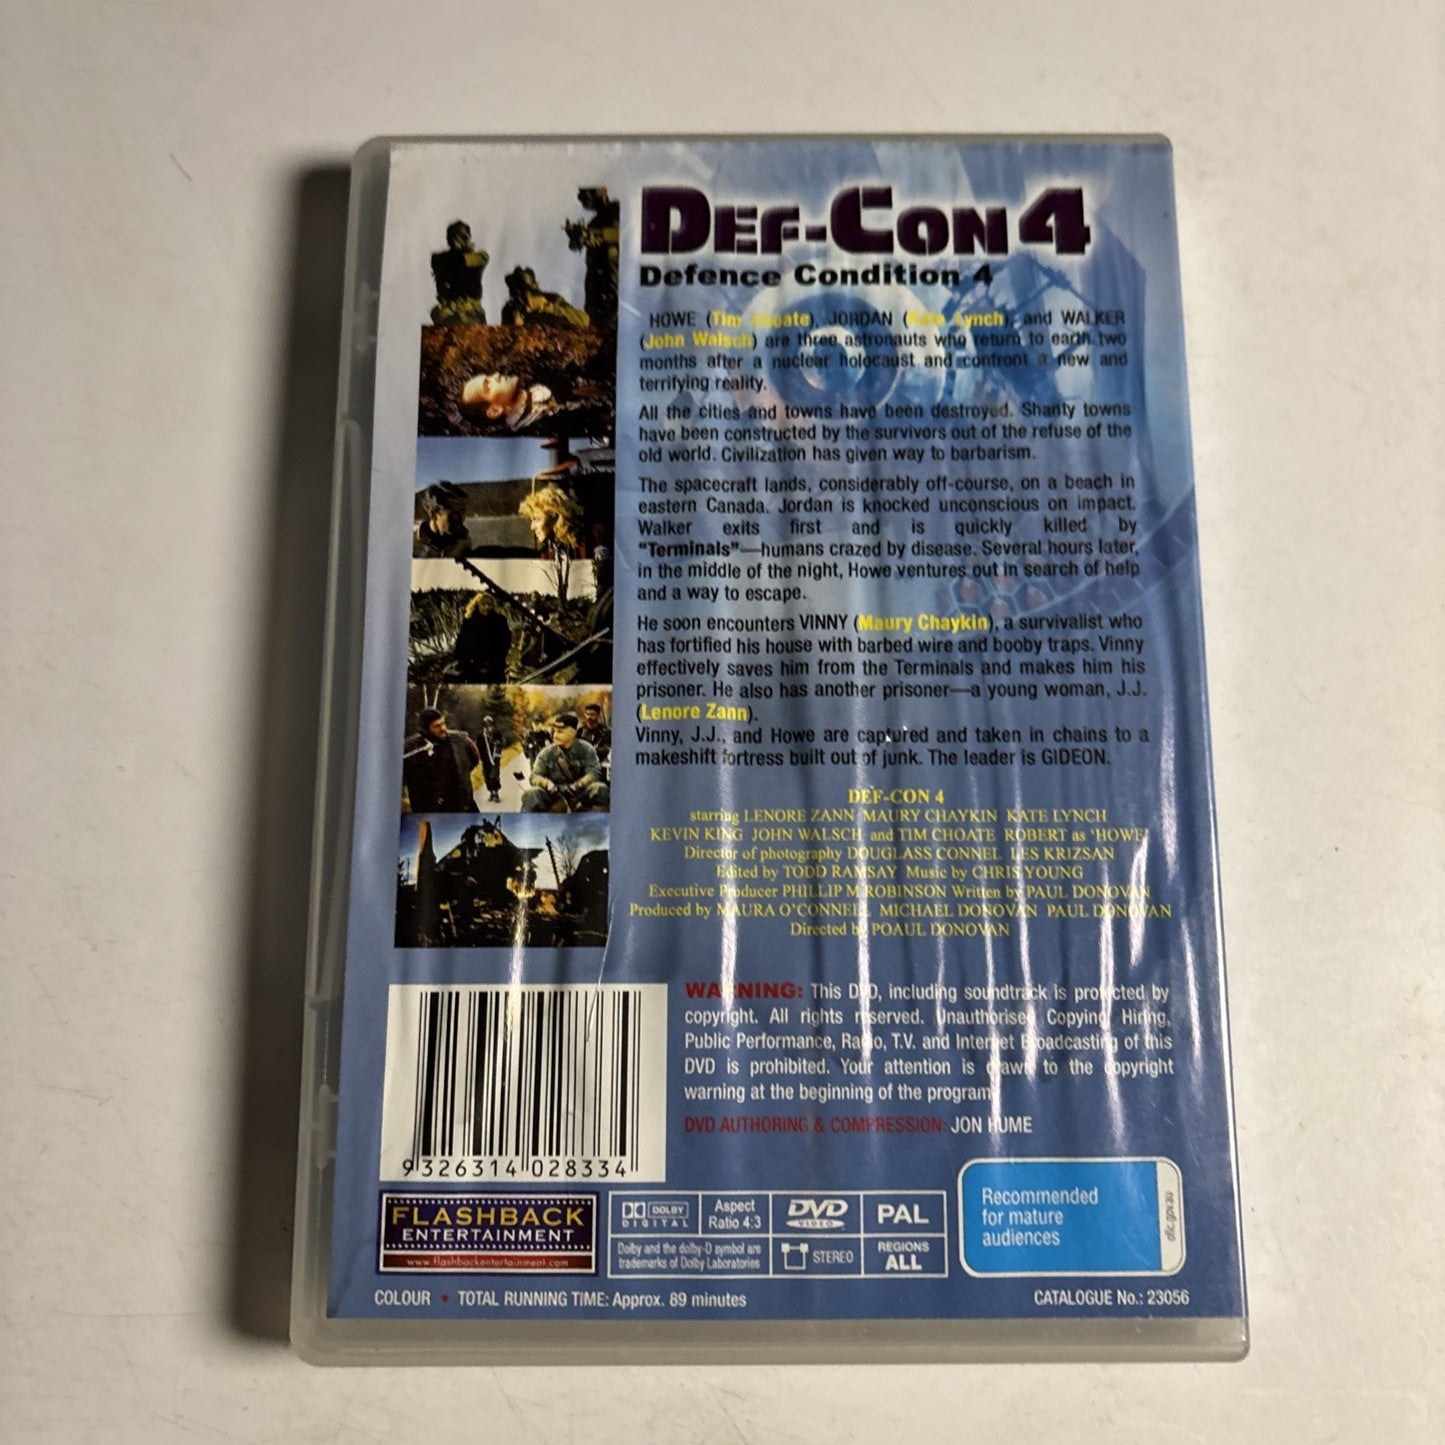 DEF-CON 4
Defence Condition 4
HOWE (Tim Choate), JORDAN (Kate Lynch), and WALKER
(John Walsch) are three astronauts who return to earth two
months after a nuclear holocaust and confront a new and
terrifying reality.
All the cities and towns have been destroyed. Shanty towns
have been constructed by the survivors out of the refuse of the
old world. Civilization has given way to barbarism.
The spacecraft lands, considerably off-course, on a beach in
eastern Canada. Jordan is knocked unconscious on impact.
Walker exits first and is quickly killed by
"Terminals"—humans crazed by disease. Several hours later,
in the middle of the night, Howe ventures out in search of help
and a way to escape.
He soon encounters VINNY (Maury Chaykin), a survivalist who
has fortified his house with barbed wire and booby traps. Vinny
effectively saves him from the Terminals and makes him his
prisoner. He also has another prisoner—a young woman, J.J.
(Lenore Zann).
Vinny, J.J., and Howe are captured and taken in chains to a
makeshift fortress built out of junk. The leader is GIDEON.
DEF-CON 4
starring LENORE ZANN MAURY CHAYKIN KATE LYNCH
KEVIN KING JOHN WALSCH and TIM CHOATE ROBERT as 'HOWE'
Director of photography DOUGLASS CONNEL LES KRIZSAN
Edited by TODD RAMSAY Music by CHRIS YOUNG
Executive Producer PHILLIP M ROBINSON Written by PAUL DONOVAN
Produced by MAURA O'CONNELL MICHAEL DONOVAN PAUL DONOVAN
Directed by POAUL DONOVAN
WARNING: This DVD, including soundtrack is protected by
copyright. All rights reserved. Unauthorised Copying, Hiring,
Public Performance, Radio, T.V. and Internet Broadcasting of this
DVD is prohibited. Your attention is drawn to the copyright
warning at the beginning of the program.
DVD AUTHORING & COMPRESSION: JON HUME
9 326314 028334
FLASHBACK
ENTERTAINMENT
www.flashbackentertainment.com
DOLBY
DIGITAL
Aspect
Ratio 4:3
DVD
VIDEO
PAL
Dolby and the dolby-D symbol are
trademarks of Dolby Laboratories
STEREO
REGIONS
ALL
Recommended
for mature
audiences
COLOUR • TOTAL RUNNING TIME: Approx. 89 minutes
CATALOGUE No.: 23056